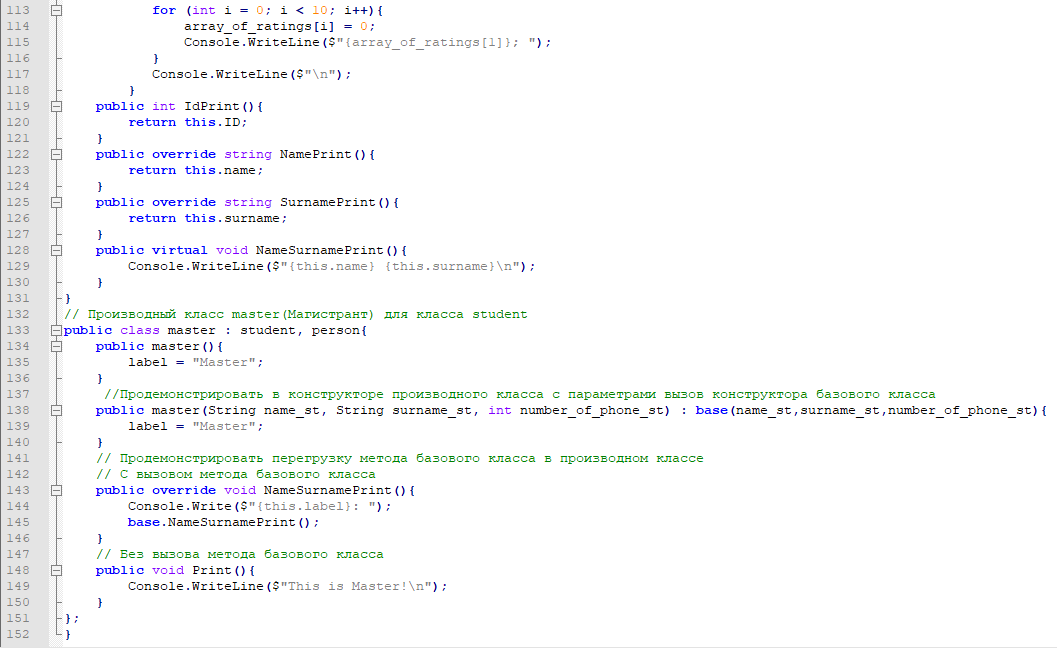 113 for (int i = 0; i < 10; i++){
114 array_of_ratings[i] = 0;
115 Console.WriteLine($"{array_of_ratings[1]}; ");
116 }
117 Console.WriteLine($"\n");
118 }
119 public int IdPrint(){
120 return this.ID;
121 }
122 public override string NamePrint(){
123 return this.name;
124 }
125 public override string SurnamePrint(){
126 return this.surname;
127 }
128 public virtual void NameSurnamePrint(){
129 Console.WriteLine($"{this.name} {this.surname}\n");
130 }
131 }
132 // Производный класс master(Магистрант) для класса student
133 public class master : student, person{
134 public master(){
135 label = "Master";
136 }
137 //Продемонстрировать в конструкторе производного класса с параметрами вызов конструктора базового класса
138 public master(String name_st, String surname_st, int number_of_phone_st) : base(name_st,surname_st,number_of_phone_st){
139 label = "Master";
140 }
141 // Продемонстрировать перегрузку метода базового класса в производном классе
142 // С вызовом метода базового класса
143 public override void NameSurnamePrint(){
144 Console.Write($"{this.label}: ");
145 base.NameSurnamePrint();
146 }
147 // Без вызова метода базового класса
148 public void Print(){
149 Console.WriteLine($"This is Master!\n");
150 }
151 };
152 }